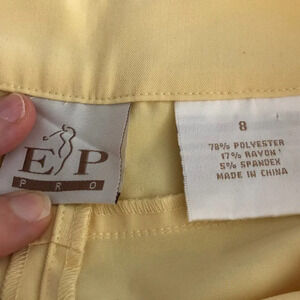 EP
PRO
8
78% POLYESTER
17% RAYON
5% SPANDEX
MADE IN CHINA